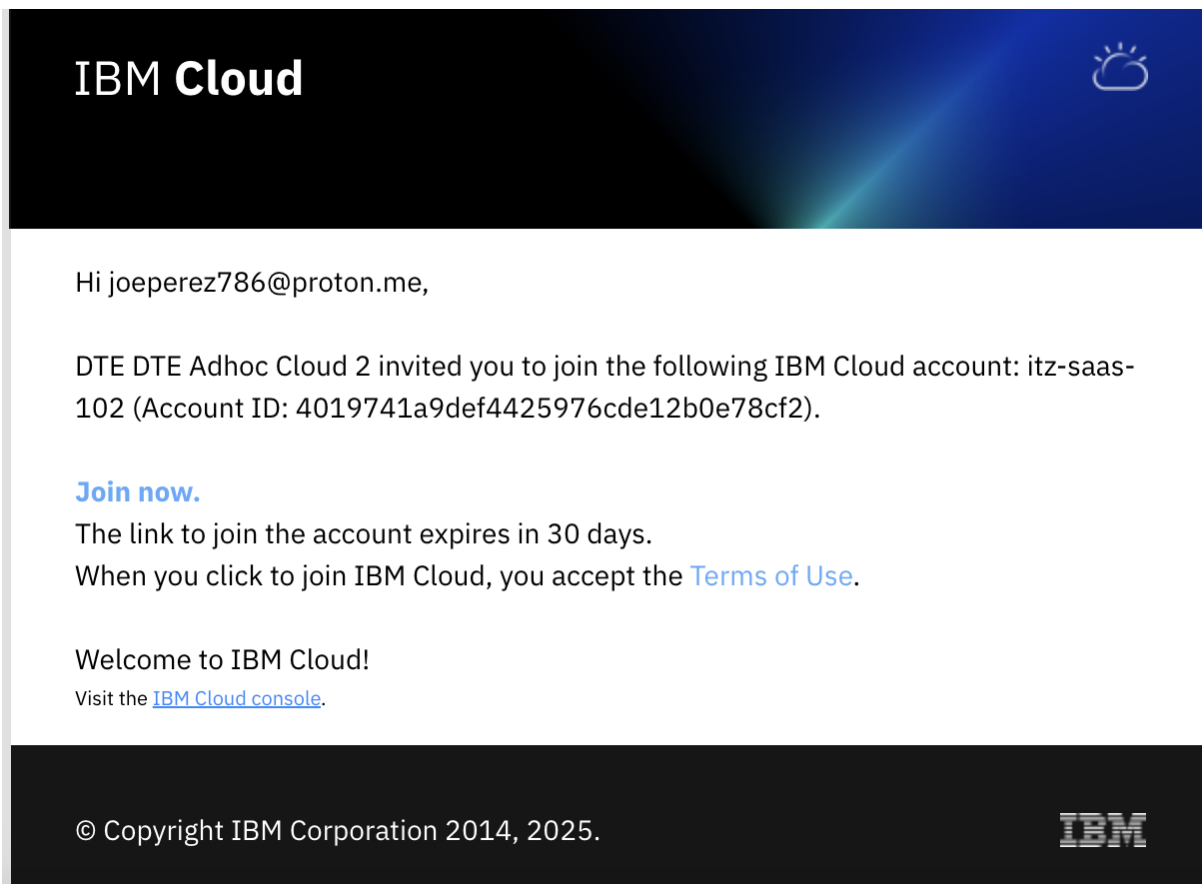 IBM Cloud
Hi joeperez786@proton.me,
DTE DTE Adhoc Cloud 2 invited you to join the following IBM Cloud account: itz-saas-
102 (Account ID: 4019741a9def4425976cde12b0e78cf2).
Join now.
The link to join the account expires in 30 days.
When you click to join IBM Cloud, you accept the Terms of Use.
Welcome to IBM Cloud!
Visit the IBM Cloud console.
© Copyright IBM Corporation 2014, 2025.
IBM